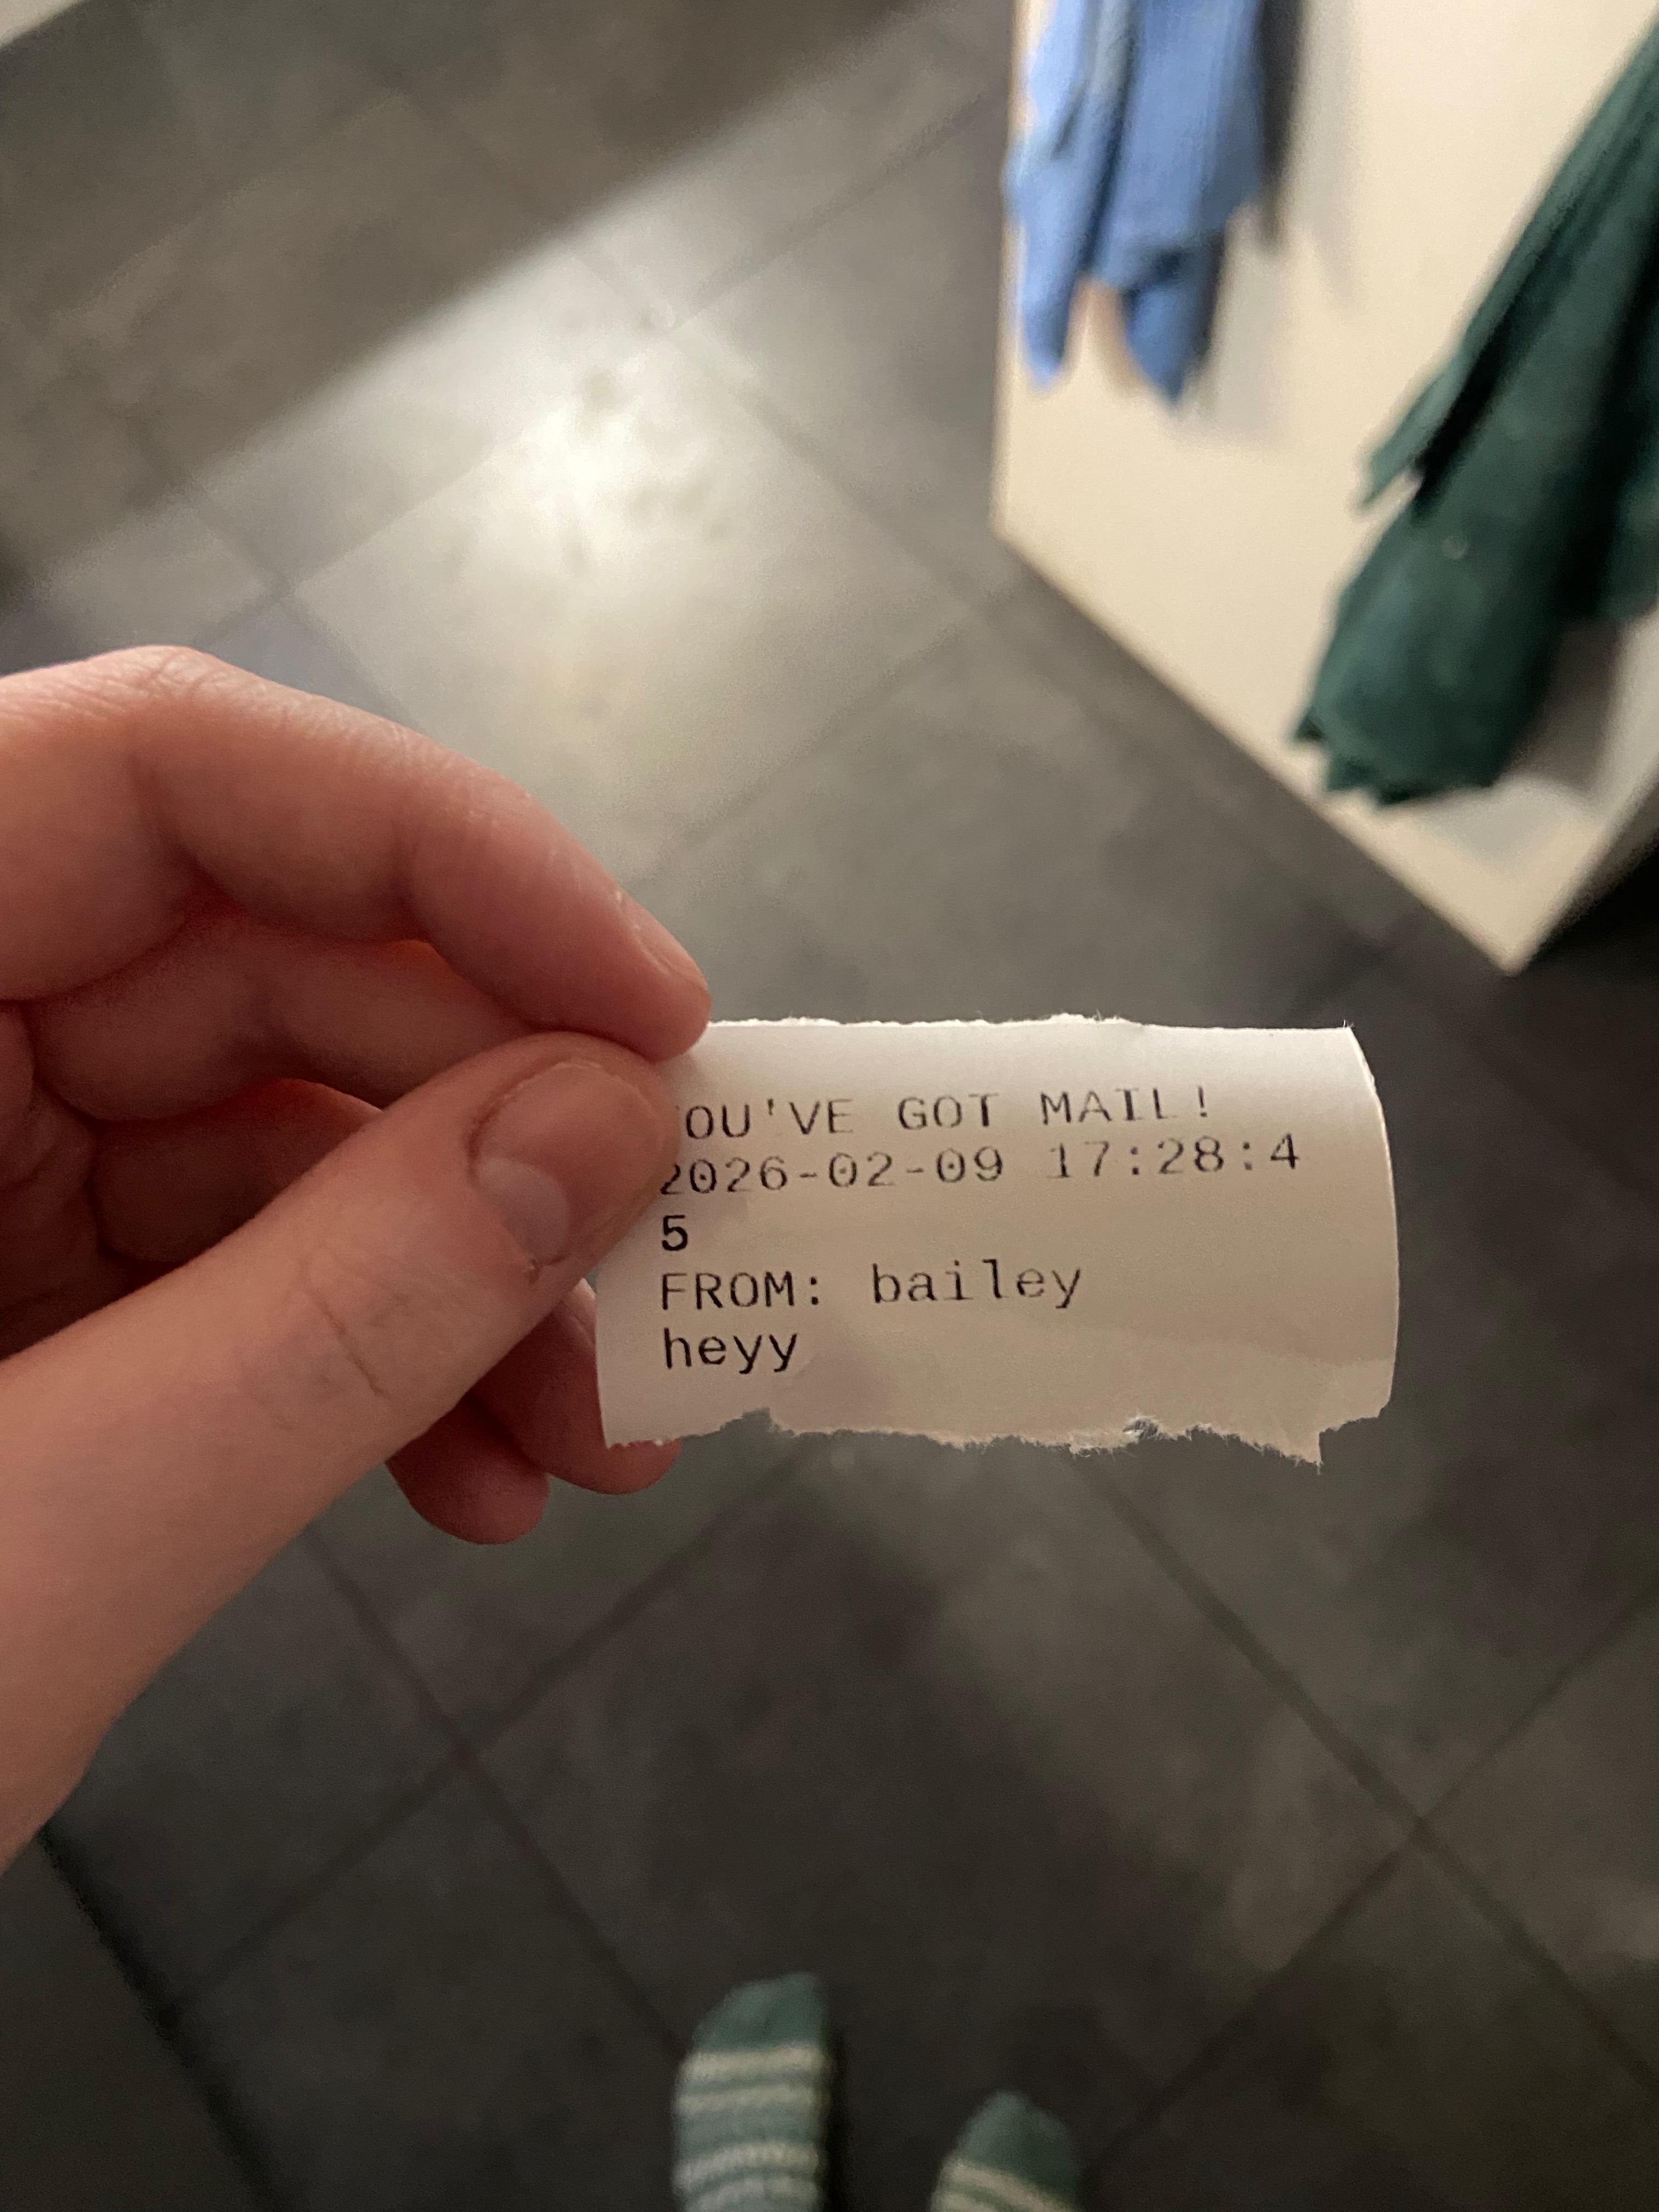 YOU'VE GOT MAIL!
2026-02-09 17:28:4
5
FROM: bailey
heyy